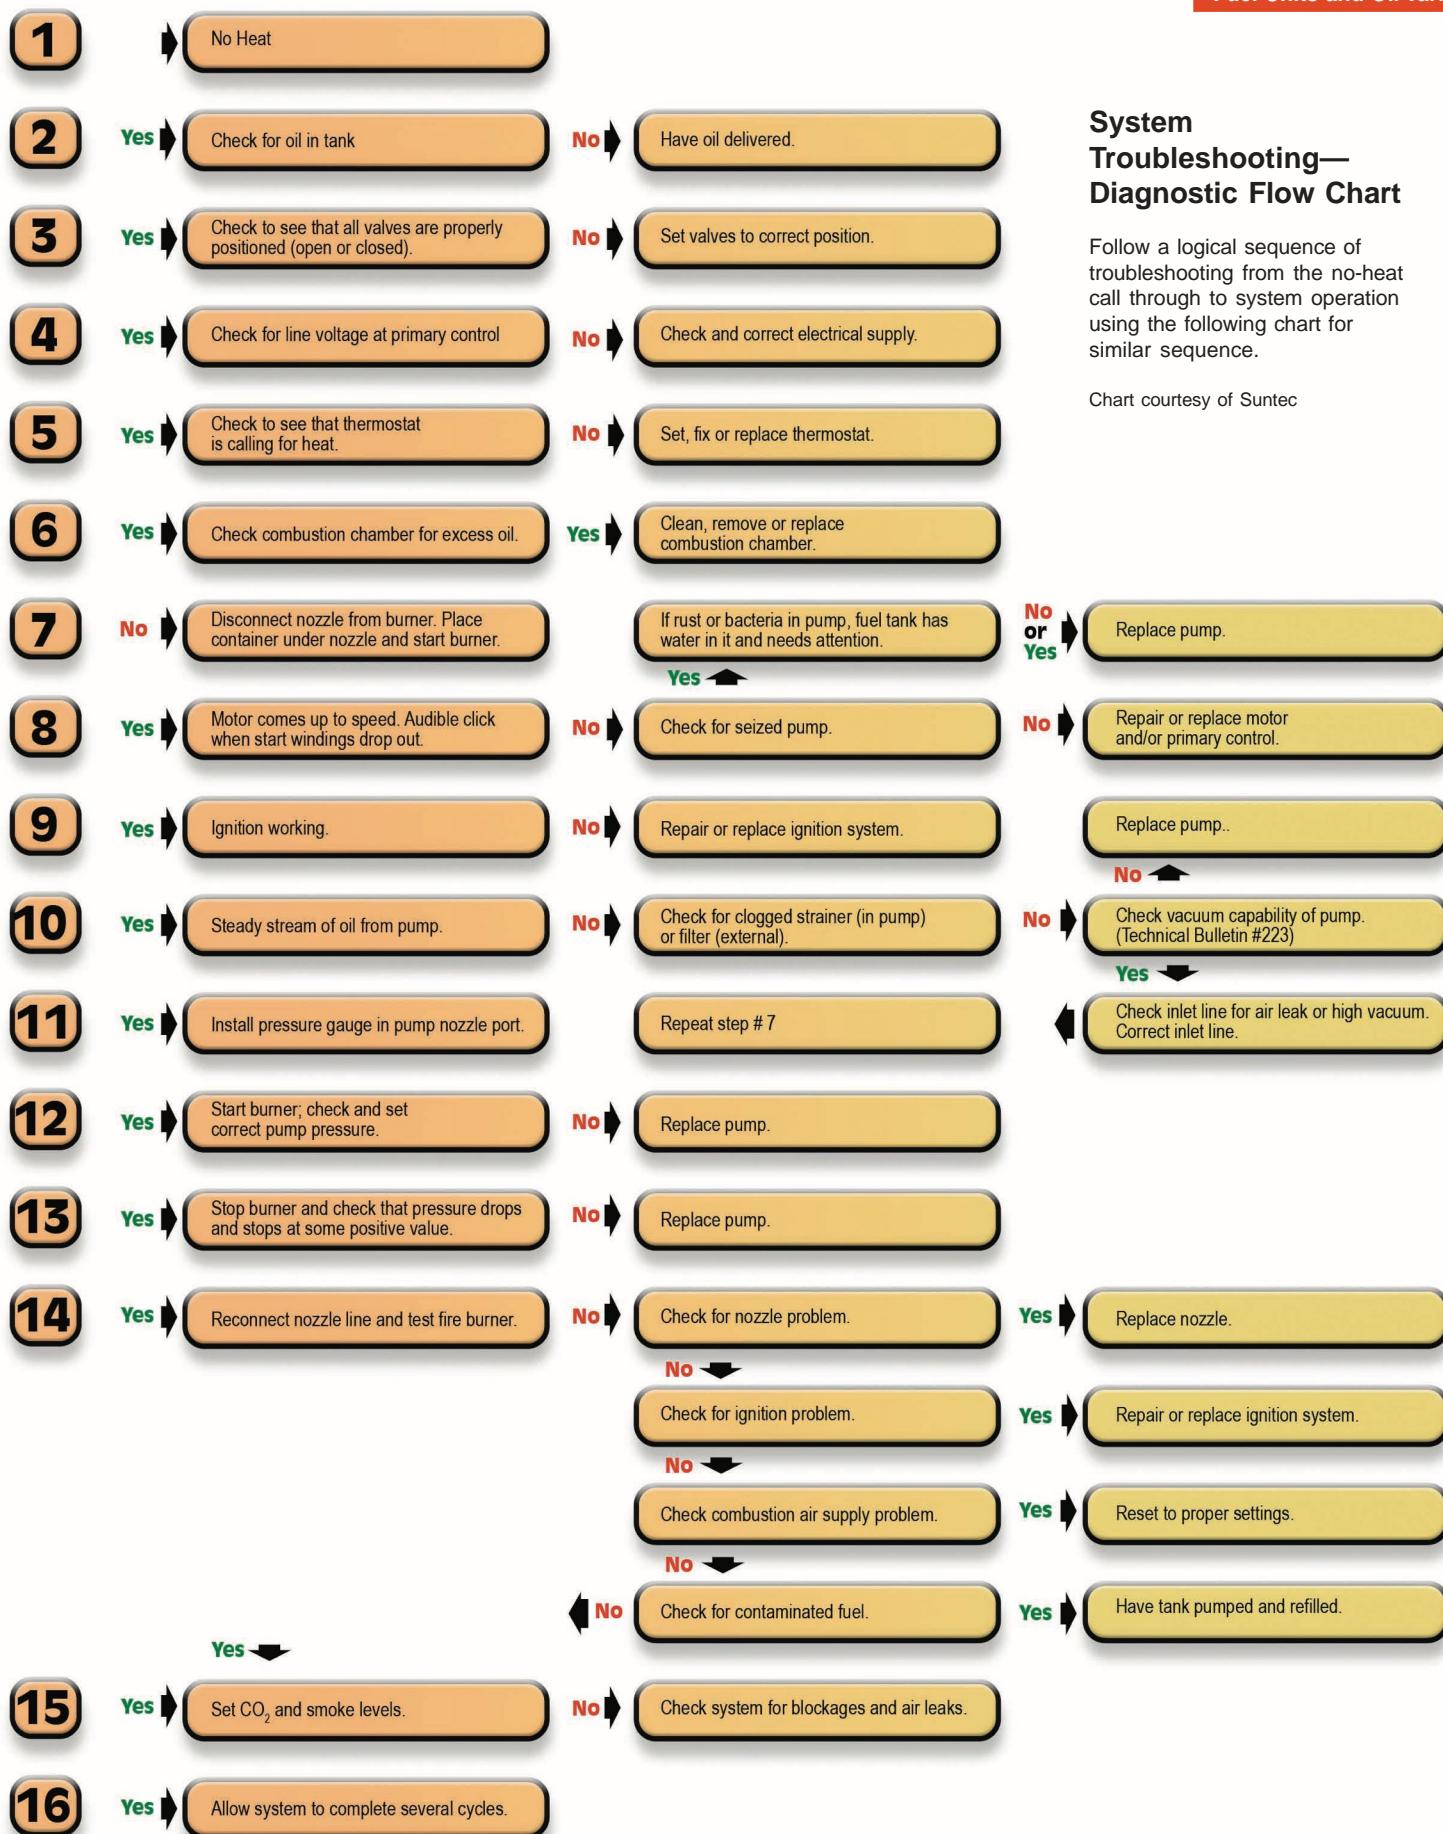 1
No Heat
2
Yes
Check for oil in tank
No
Have oil delivered.
System
Troubleshooting—
Diagnostic Flow Chart
3
Yes
Check to see that all valves are properly
positioned (open or closed).
No
Set valves to correct position.
Follow a logical sequence of
troubleshooting from the no-heat
call through to system operation
using the following chart for
similar sequence.
4
Yes
Check for line voltage at primary control
No
Check and correct electrical supply.
Chart courtesy of Suntec
5
Yes
Check to see that thermostat
is calling for heat.
No
Set, fix or replace thermostat.
6
Yes
Check combustion chamber for excess oil.
Yes
Clean, remove or replace
combustion chamber.
7
No
Disconnect nozzle from burner. Place
container under nozzle and start burner.
If rust or bacteria in pump, fuel tank has
water in it and needs attention.
No
or
Yes
Replace pump.
Yes
8
Yes
Motor comes up to speed. Audible click
when start windings drop out.
No
Check for seized pump.
No
Repair or replace motor
and/or primary control.
9
Yes
Ignition working.
No
Repair or replace ignition system.
Replace pump..
No
10
Yes
Steady stream of oil from pump.
No
Check for clogged strainer (in pump)
or filter (external).
No
Check vacuum capability of pump.
(Technical Bulletin #223)
Yes
11
Yes
Install pressure gauge in pump nozzle port.
Repeat step # 7
Check inlet line for air leak or high vacuum.
Correct inlet line.
12
Yes
Start burner; check and set
correct pump pressure.
No
Replace pump.
13
Yes
Stop burner and check that pressure drops
and stops at some positive value.
No
Replace pump.
14
Yes
Reconnect nozzle line and test fire burner.
No
Check for nozzle problem.
Yes
Replace nozzle.
No
Check for ignition problem.
Yes
Repair or replace ignition system.
No
Check combustion air supply problem.
Yes
Reset to proper settings.
No
No
Check for contaminated fuel.
Yes
Have tank pumped and refilled.
Yes
15
Yes
Set CO₂ and smoke levels.
No
Check system for blockages and air leaks.
16
Yes
Allow system to complete several cycles.